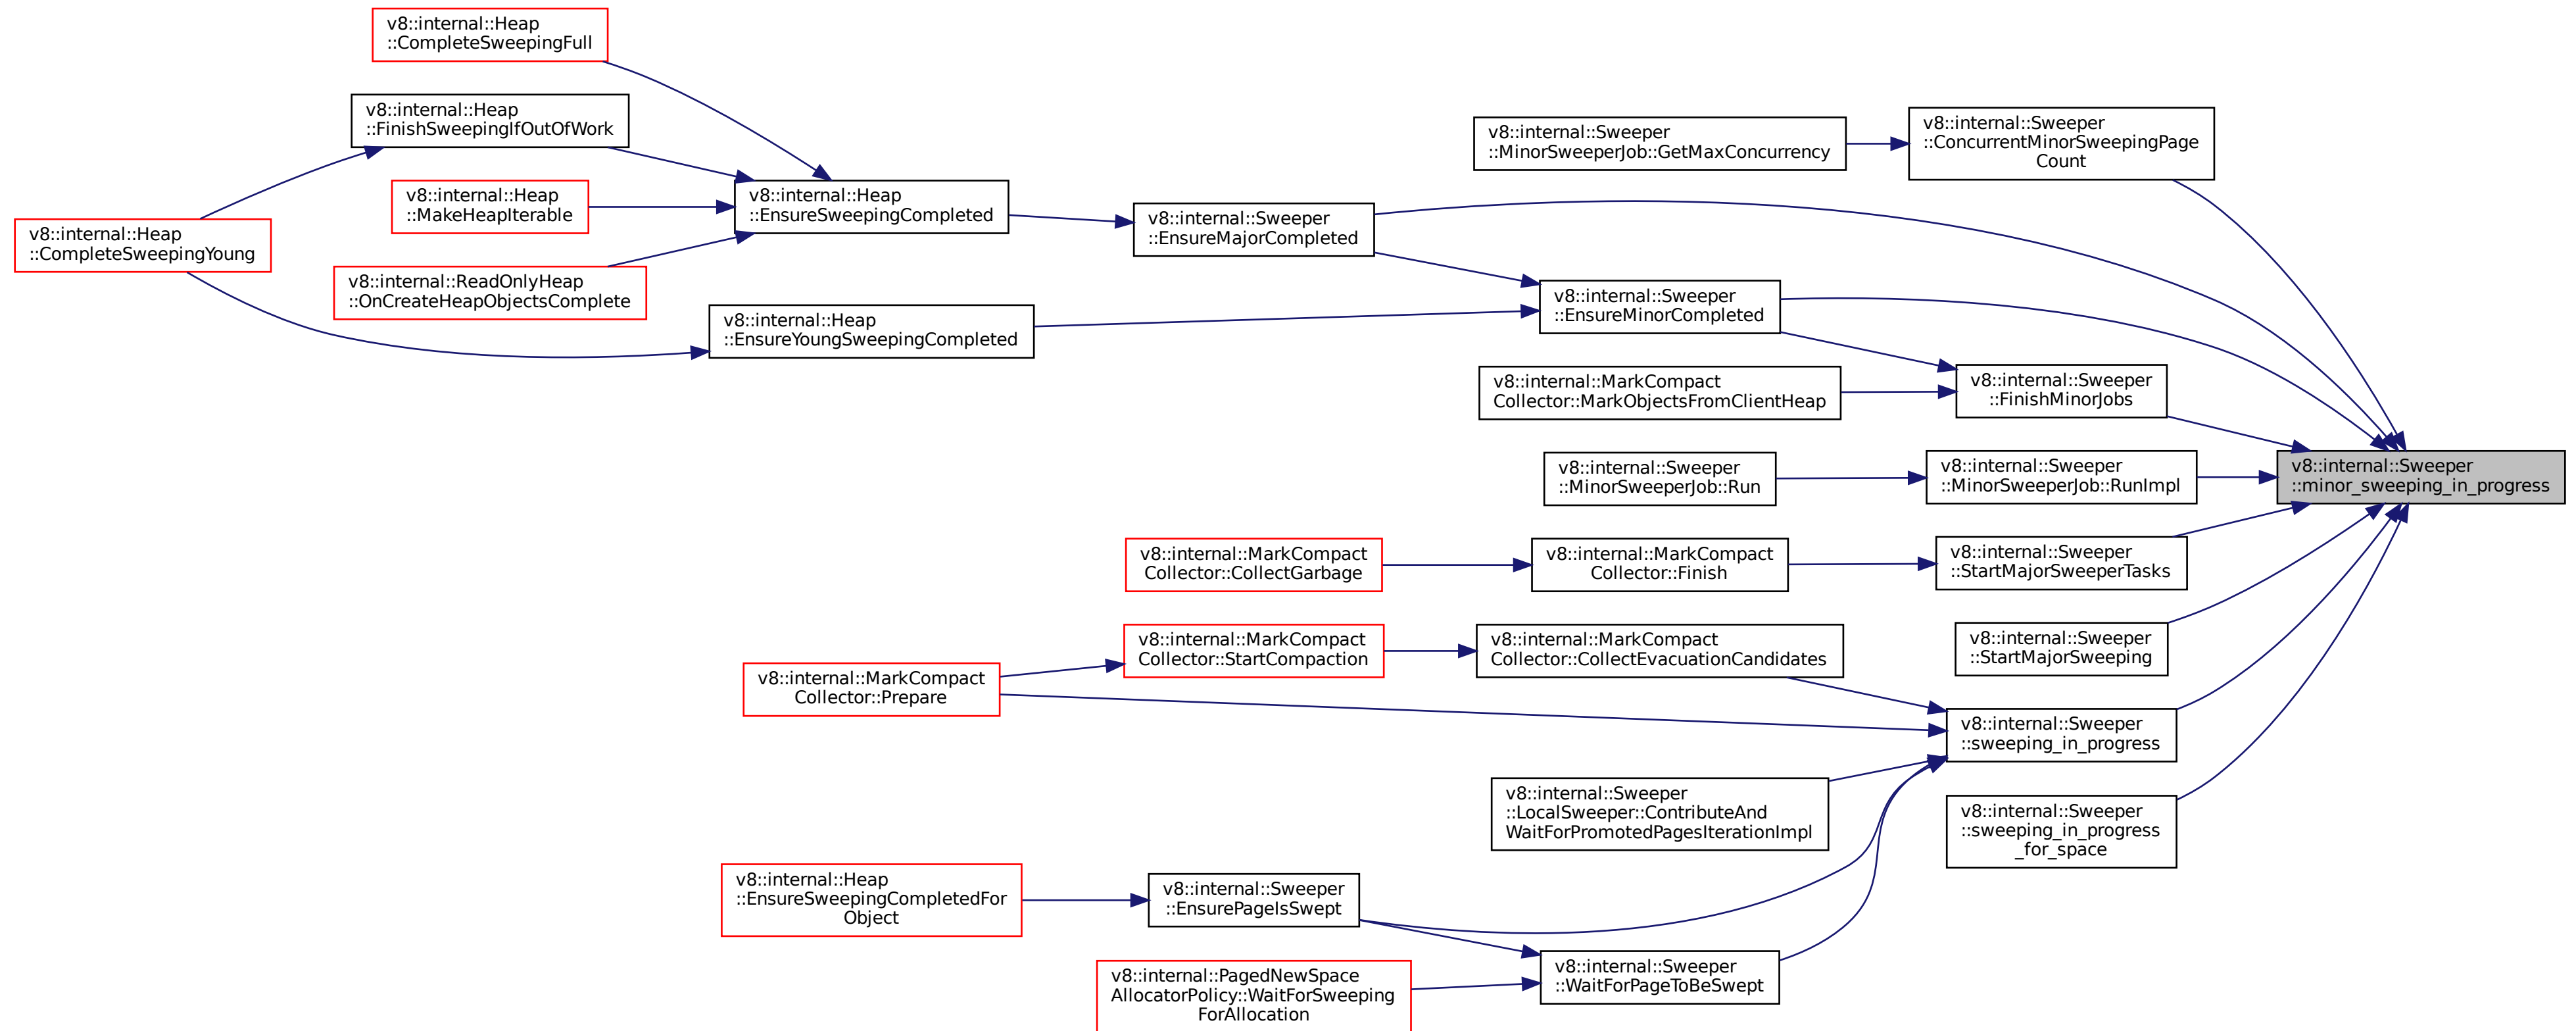 v8::internal::Heap
::CompleteSweepingFull
v8::internal::Heap
::FinishSweepingIfOutOfWork
v8::internal::Heap
::MakeHeapIterable
v8::internal::Heap
::CompleteSweepingYoung
v8::internal::ReadOnlyHeap
::OnCreateHeapObjectsComplete
v8::internal::Heap
::EnsureSweepingCompleted
v8::internal::Heap
::EnsureYoungSweepingCompleted
v8::internal::Sweeper
::EnsureMajorCompleted
v8::internal::Sweeper
::MinorSweeperJob::GetMaxConcurrency
v8::internal::Sweeper
::ConcurrentMinorSweepingPage
Count
v8::internal::Sweeper
::EnsureMinorCompleted
v8::internal::MarkCompact
Collector::MarkObjectsFromClientHeap
v8::internal::Sweeper
::FinishMinorJobs
v8::internal::Sweeper
::MinorSweeperJob::Run
v8::internal::Sweeper
::MinorSweeperJob::RunImpl
v8::internal::Sweeper
::minor_sweeping_in_progress
v8::internal::MarkCompact
Collector::CollectGarbage
v8::internal::MarkCompact
Collector::Finish
v8::internal::Sweeper
::StartMajorSweeperTasks
v8::internal::MarkCompact
Collector::StartCompaction
v8::internal::MarkCompact
Collector::CollectEvacuationCandidates
v8::internal::Sweeper
::StartMajorSweeping
v8::internal::MarkCompact
Collector::Prepare
v8::internal::Sweeper
::sweeping_in_progress
v8::internal::Sweeper
::LocalSweeper::ContributeAnd
WaitForPromotedPagesIterationImpl
v8::internal::Sweeper
::sweeping_in_progress
_for_space
v8::internal::Heap
::EnsureSweepingCompletedFor
Object
v8::internal::Sweeper
::EnsurePageIsSwept
v8::internal::PagedNewSpace
AllocatorPolicy::WaitForSweeping
ForAllocation
v8::internal::Sweeper
::WaitForPageToBeSwept